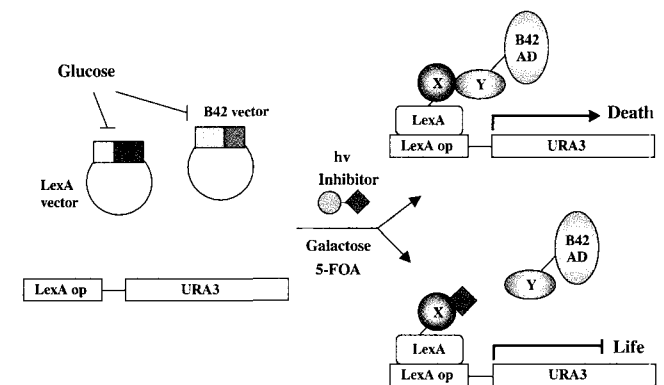 Glucose
B42 vector
LexA
vector
LexA op
URA3
hν
Inhibitor
Galactose
5-FOA
B42
AD
X
Y
LexA
LexA op
URA3
Death
B42
AD
Y
X
LexA
LexA op
URA3
Life